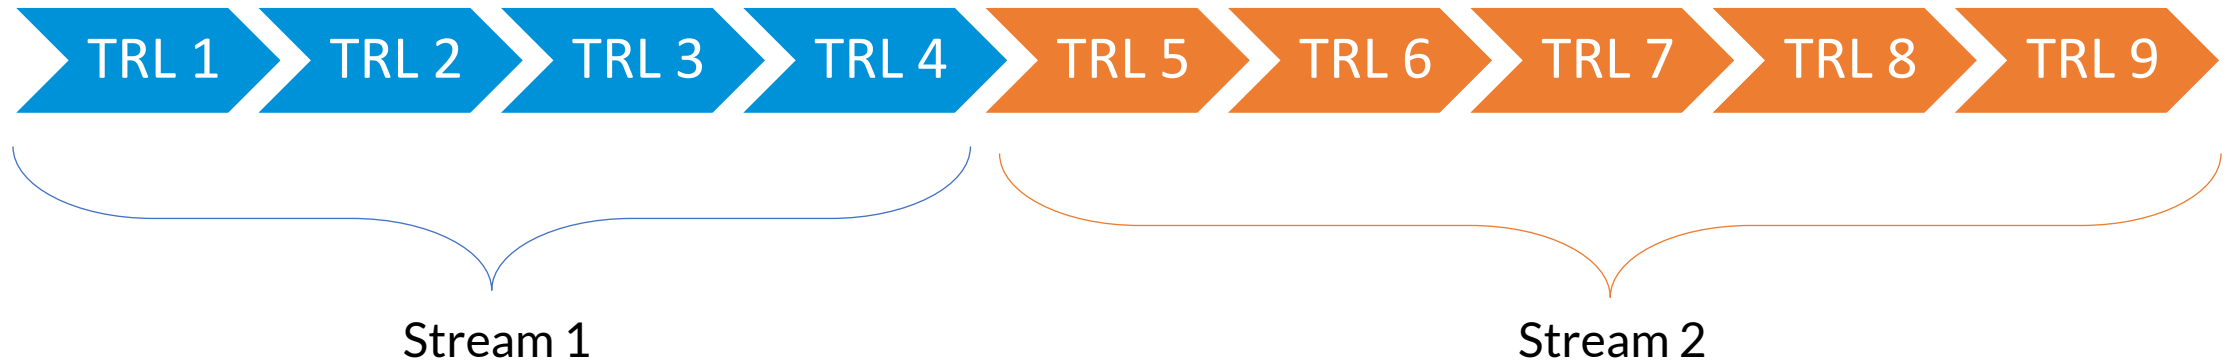 TRL 1 TRL 2 TRL 3 TRL 4 TRL 5 TRL 6 TRL 7 TRL 8 TRL 9
Stream 1 Stream 2